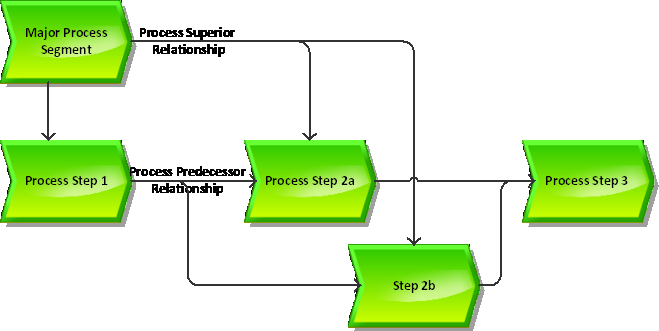 Major Process
Segment
Process Superior
Relationship
Process Step 1
Process Predecessor
Relationship
Process Step 2a
Process Step 3
Step 2b